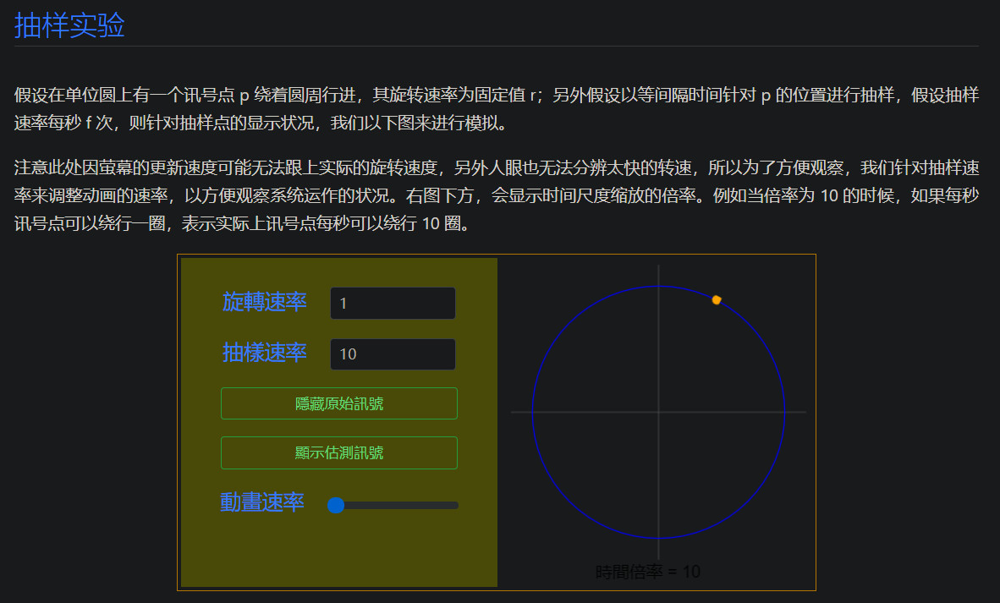 抽样实验
假设在单位圆上有一个讯号点 p 绕着圆周行进，其旋转速率为固定值 r；另外假设以等间隔时间针对 p 的位置进行抽样，假设抽样
速率每秒 f 次，则针对抽样点的显示状况，我们以下图来进行模拟。
注意此处因萤幕的更新速度可能无法跟上实际的旋转速度，另外人眼也无法分辨太快的转速，所以为了方便观察，我们针对抽样速
率来调整动画的速率，以方便观察系统运作的状况。右图下方，会显示时间尺度缩放的倍率。例如当倍率为 10 的时候，如果每秒
讯号点可以绕行一圈，表示实际上讯号点每秒可以绕行 10 圈。
旋轉速率 1
抽樣速率 10
隱藏原始訊號
顯示估測訊號
動畫速率
時間倍率 = 10